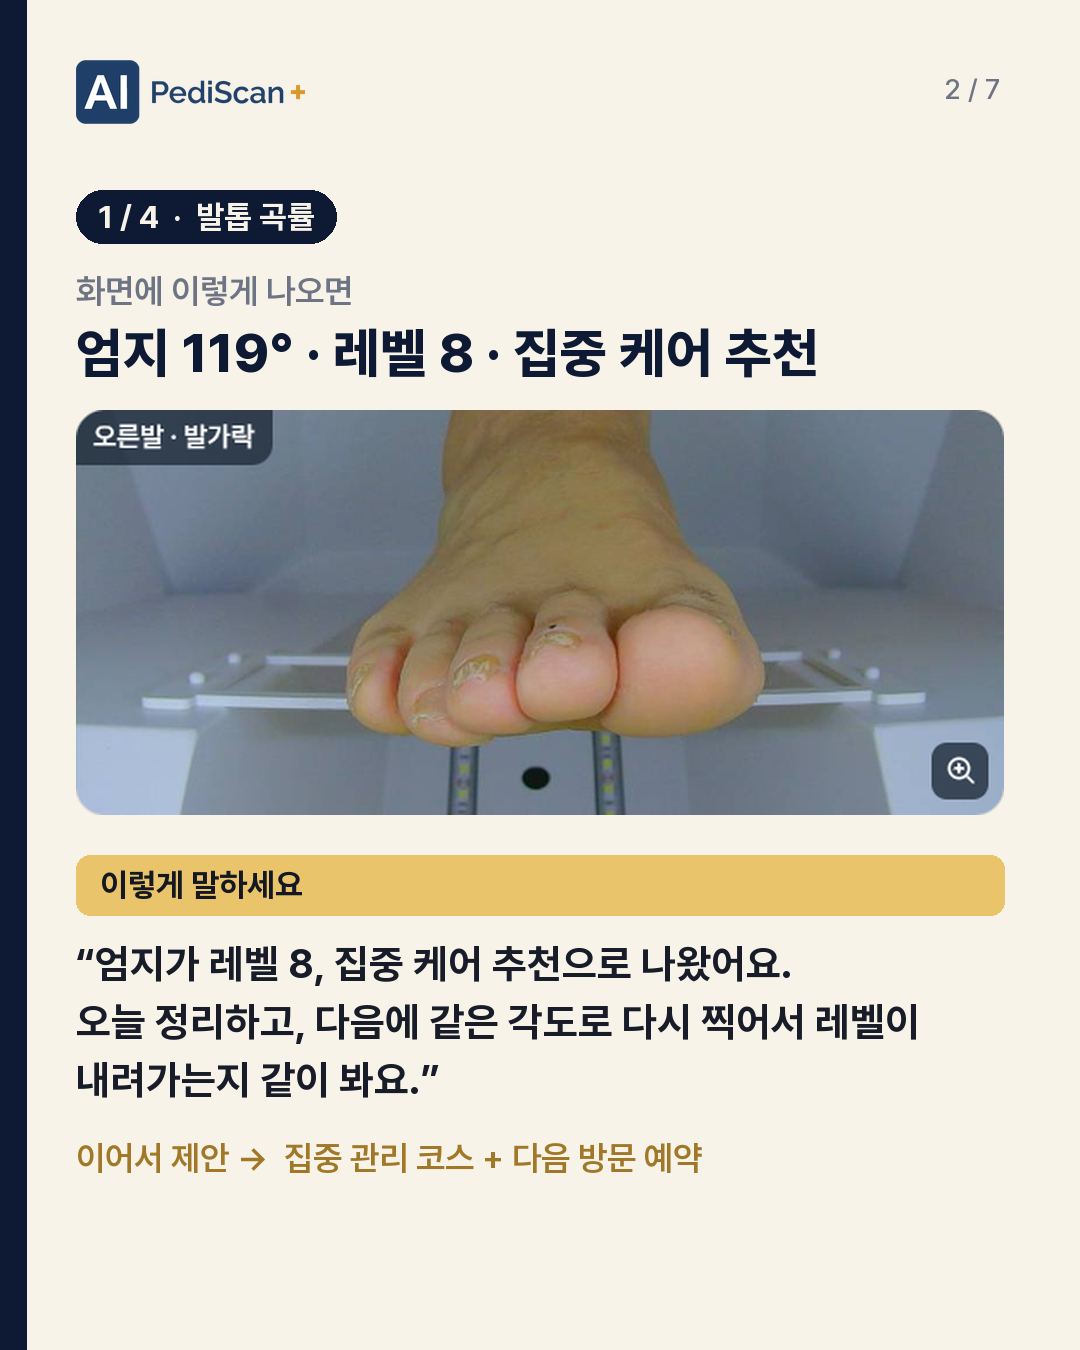 AI PediScan+
2 / 7
1 / 4 · 발톱 곡률
화면에 이렇게 나오면
엄지 119° · 레벨 8 · 집중 케어 추천
오른발 · 발가락
이렇게 말하세요
“엄지가 레벨 8, 집중 케어 추천으로 나왔어요.
오늘 정리하고, 다음에 같은 각도로 다시 찍어서 레벨이
내려가는지 같이 봐요.”
이어서 제안 → 집중 관리 코스 + 다음 방문 예약